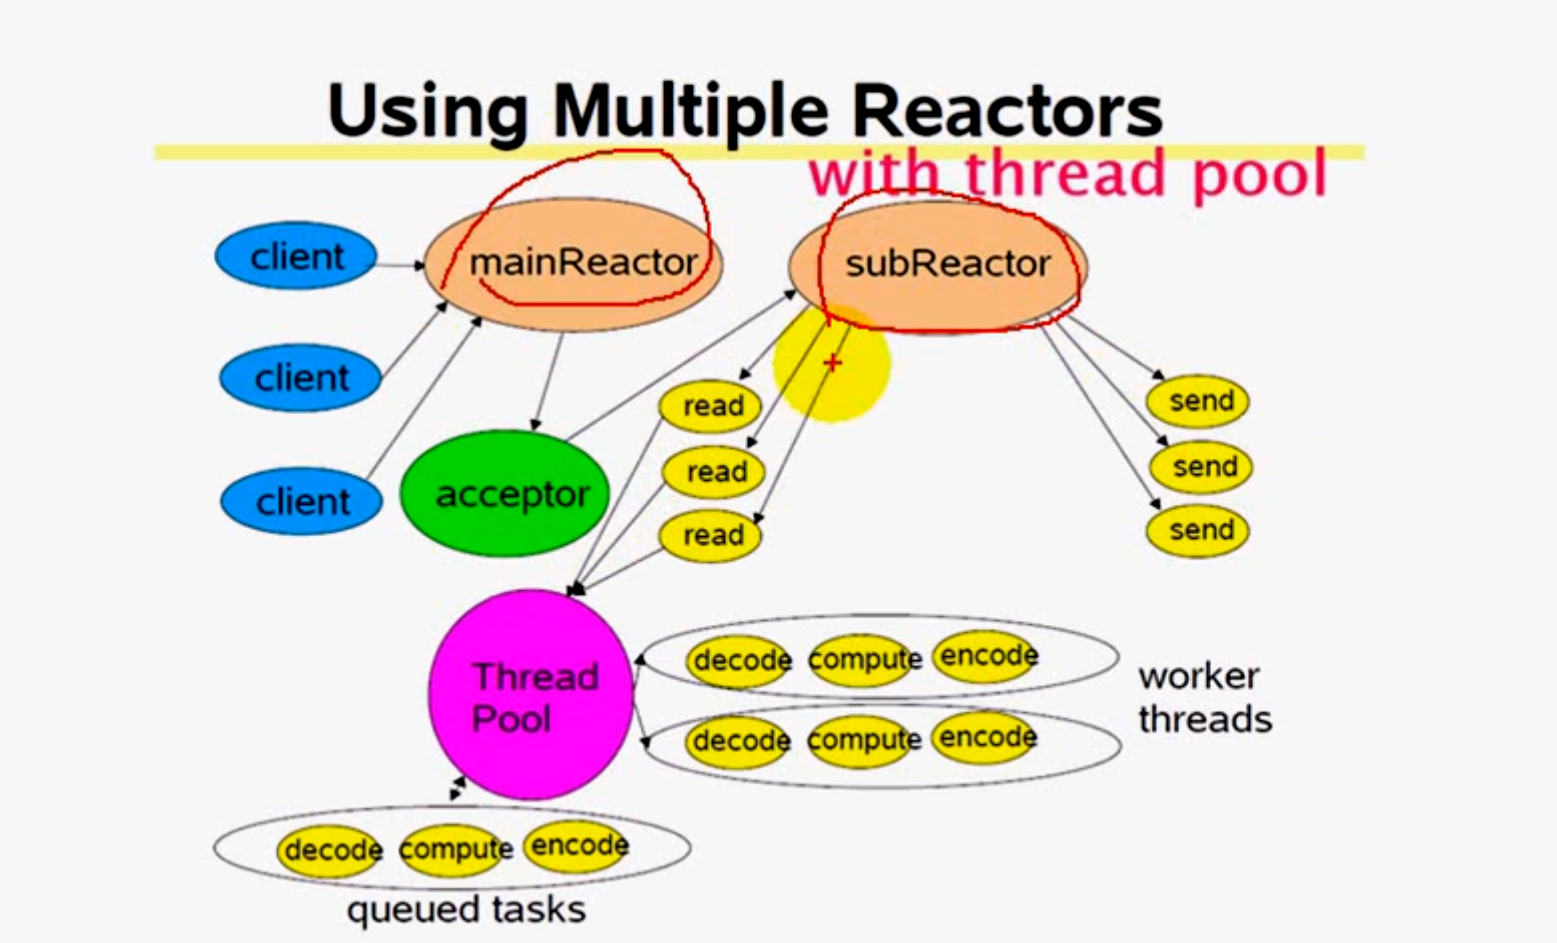 Using Multiple Reactors
with thread pool
client
mainReactor
subReactor
client
client
acceptor
read
read
read
send
send
send
Thread
Pool
decode compute encode
decode compute encode
worker
threads
decode compute encode
queued tasks